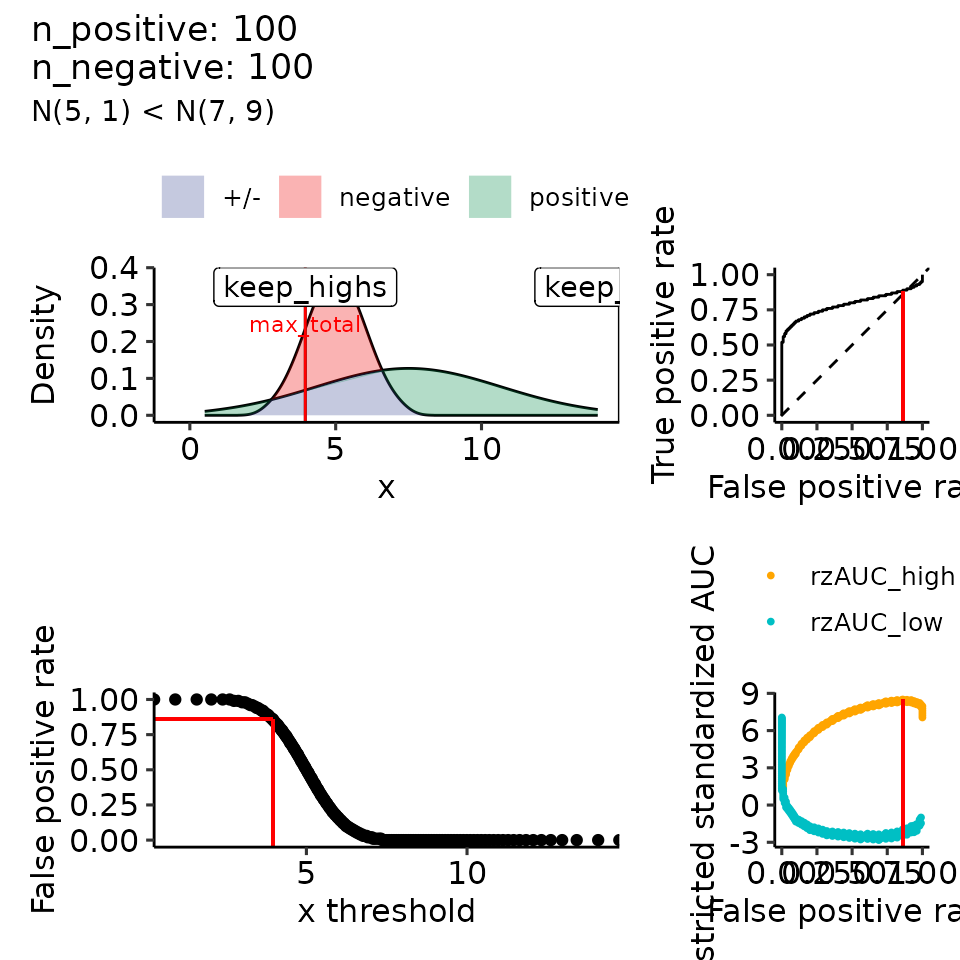 n_positive: 100
n_negative: 100
N(5, 1) < N(7, 9)
+/- negative positive
Density
0.4
0.3
0.2
0.1
0.0
keep_highs
keep_
max_total
0 5 10
x
True positive rate
1.00
0.75
0.50
0.25
0.00
False positive ra
False positive rate
1.00
0.75
0.50
0.25
0.00
5 10
x threshold
rzAUC_high
rzAUC_low
stricted standardized AUC
9
6
3
0
-3
False positive ra